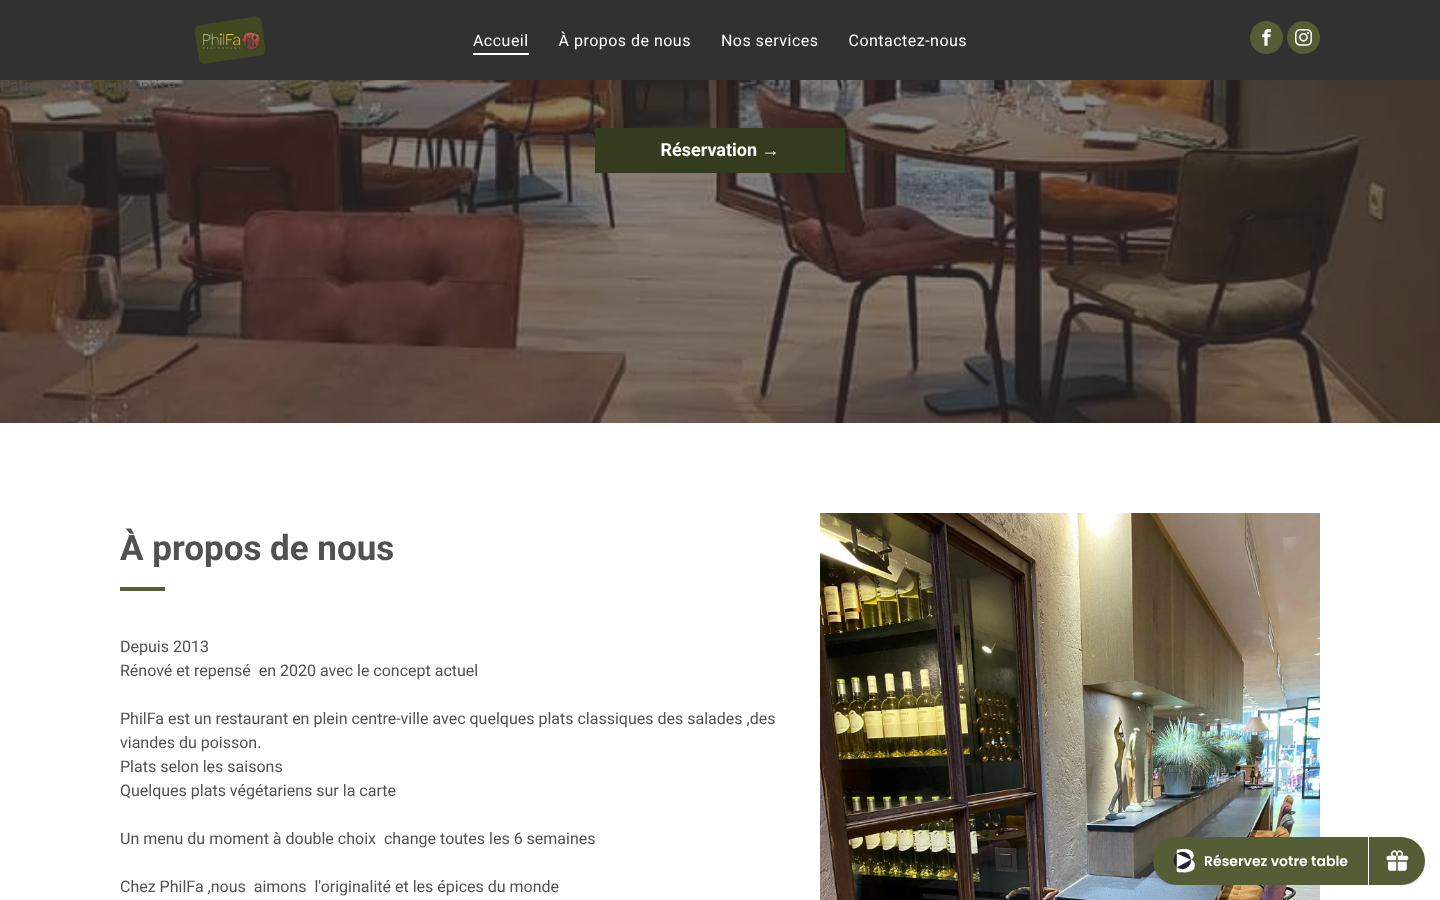 PhilFa
Accueil
À propos de nous
Nos services
Contactez-nous
Réservation →
À propos de nous
Depuis 2013
Rénové et repensé  en 2020 avec le concept actuel
PhilFa est un restaurant en plein centre-ville avec quelques plats classiques des salades ,des
viandes du poisson.
Plats selon les saisons
Quelques plats végétariens sur la carte
Un menu du moment à double choix  change toutes les 6 semaines
Chez PhilFa ,nous  aimons  l'originalité et les épices du monde
Réservez votre table